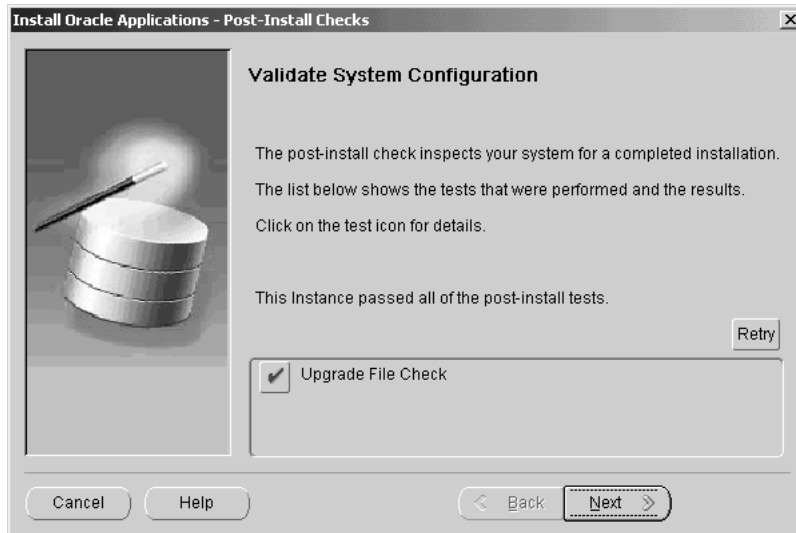 Install Oracle Applications - Post-Install Checks
Validate System Configuration
The post-install check inspects your system for a completed installation.
The list below shows the tests that were performed and the results.
Click on the test icon for details.
This Instance passed all of the post-install tests.
Retry
Upgrade File Check
Cancel
Help
Back
Next